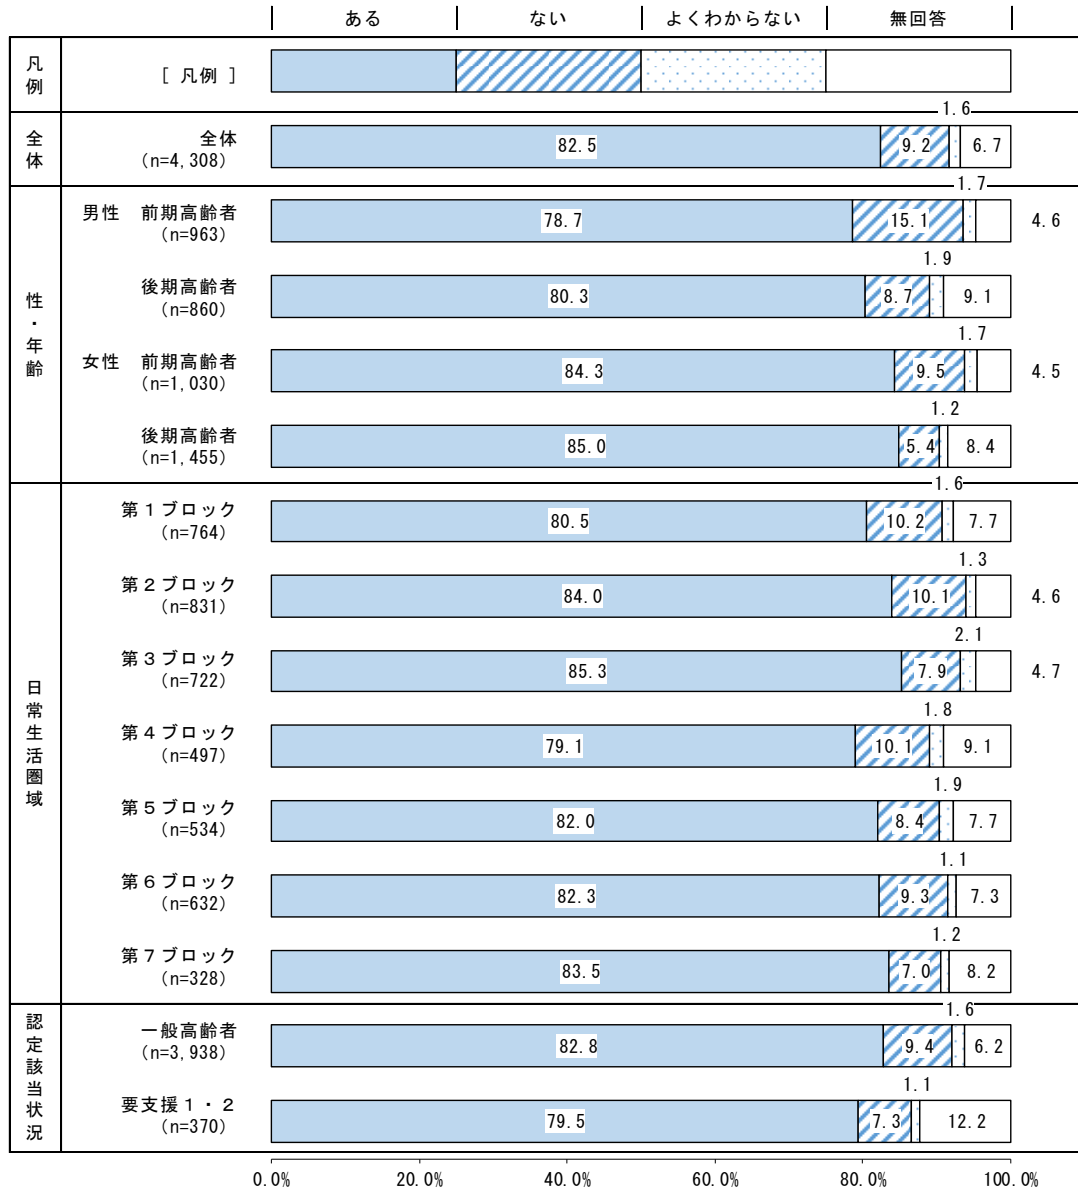 ある ない よくわからない 無回答
凡例 [ 凡例 ]
1.6
全体 全体 82.5 9.2 6.7
(n=4,308)
1.7
性・年齢
男性 前期高齢者 78.7 15.1 4.6
(n=963)
1.9
後期高齢者 80.3 8.7 9.1
(n=860)
1.7
女性 前期高齢者 84.3 9.5 4.5
(n=1,030)
1.2
後期高齢者 85.0 5.4 8.4
(n=1,455)
1.6
日常生活圏域
第1ブロック 80.5 10.2 7.7
(n=764)
1.3
第2ブロック 84.0 10.1 4.6
(n=831)
2.1
第3ブロック 85.3 7.9 4.7
(n=722)
1.8
第4ブロック 79.1 10.1 9.1
(n=497)
1.9
第5ブロック 82.0 8.4 7.7
(n=534)
1.1
第6ブロック 82.3 9.3 7.3
(n=632)
1.2
第7ブロック 83.5 7.0 8.2
(n=328)
1.6
認定該当状況
一般高齢者 82.8 9.4 6.2
(n=3,938)
1.1
要支援1・2 79.5 7.3 12.2
(n=370)
0.0% 20.0% 40.0% 60.0% 80.0% 100.0%